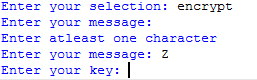 Enter your selection: encrypt
Enter your message:
Enter atleast one character
Enter your message: Z
Enter your key: